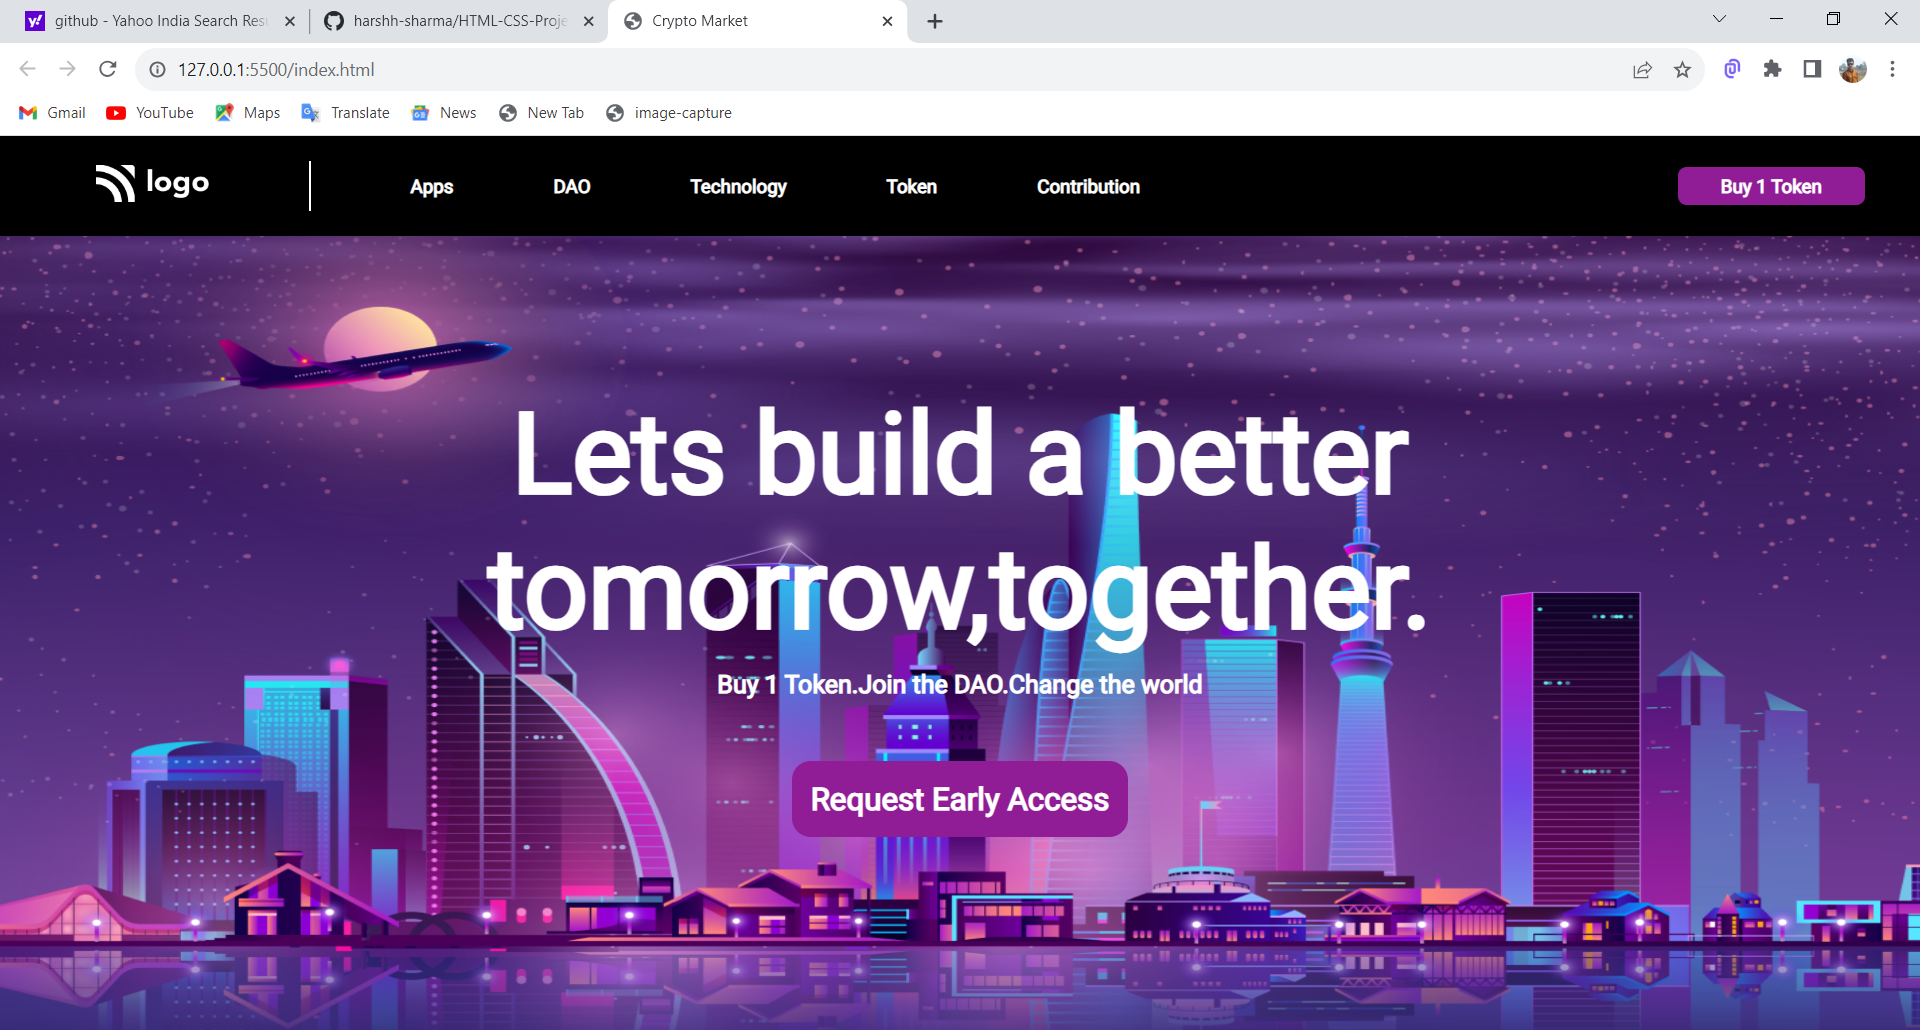 github - Yahoo India Search Resu
harshh-sharma/HTML-CSS-Proje
Crypto Market
127.0.0.1:5500/index.html
Gmail
YouTube
Maps
Translate
News
New Tab
image-capture
logo
Apps
DAO
Technology
Token
Contribution
Buy 1 Token
Lets build a better
tomorrow,together.
Buy 1 Token.Join the DAO.Change the world
Request Early Access